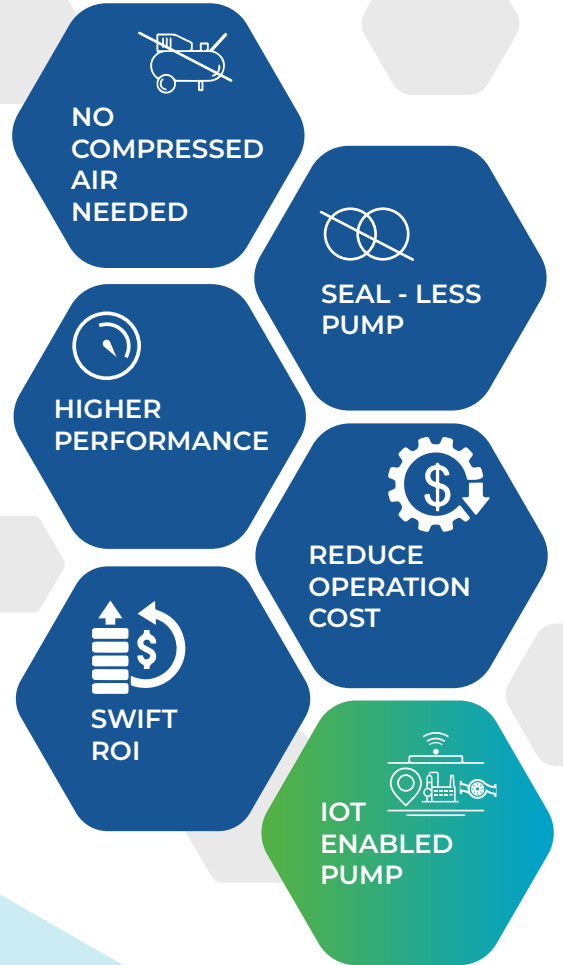 NO
COMPRESSED
AIR
NEEDED
SEAL - LESS
PUMP
HIGHER
PERFORMANCE
$
REDUCE
OPERATION
COST
$
SWIFT
ROI
IOT
ENABLED
PUMP